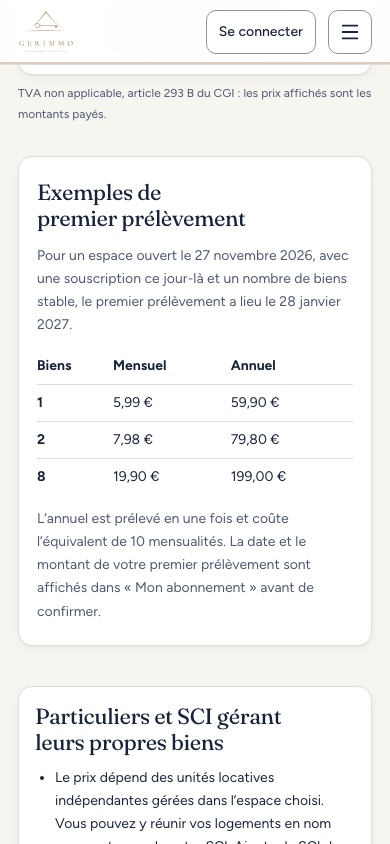 GERIMMO
Se connecter
TVA non applicable, article 293 B du CGI : les prix affichés sont les
montants payés.
Exemples de
premier prélèvement
Pour un espace ouvert le 27 novembre 2026, avec
une souscription ce jour-là et un nombre de biens
stable, le premier prélèvement a lieu le 28 janvier
2027.
Biens Mensuel Annuel
1 5,99 € 59,90 €
2 7,98 € 79,80 €
8 19,90 € 199,00 €
L’annuel est prélevé en une fois et coûte
l’équivalent de 10 mensualités. La date et le
montant de votre premier prélèvement sont
affichés dans « Mon abonnement » avant de
confirmer.
Particuliers et SCI gérant
leurs propres biens
• Le prix dépend des unités locatives
indépendantes gérées dans l’espace choisi.
Vous pouvez y réunir vos logements en nom